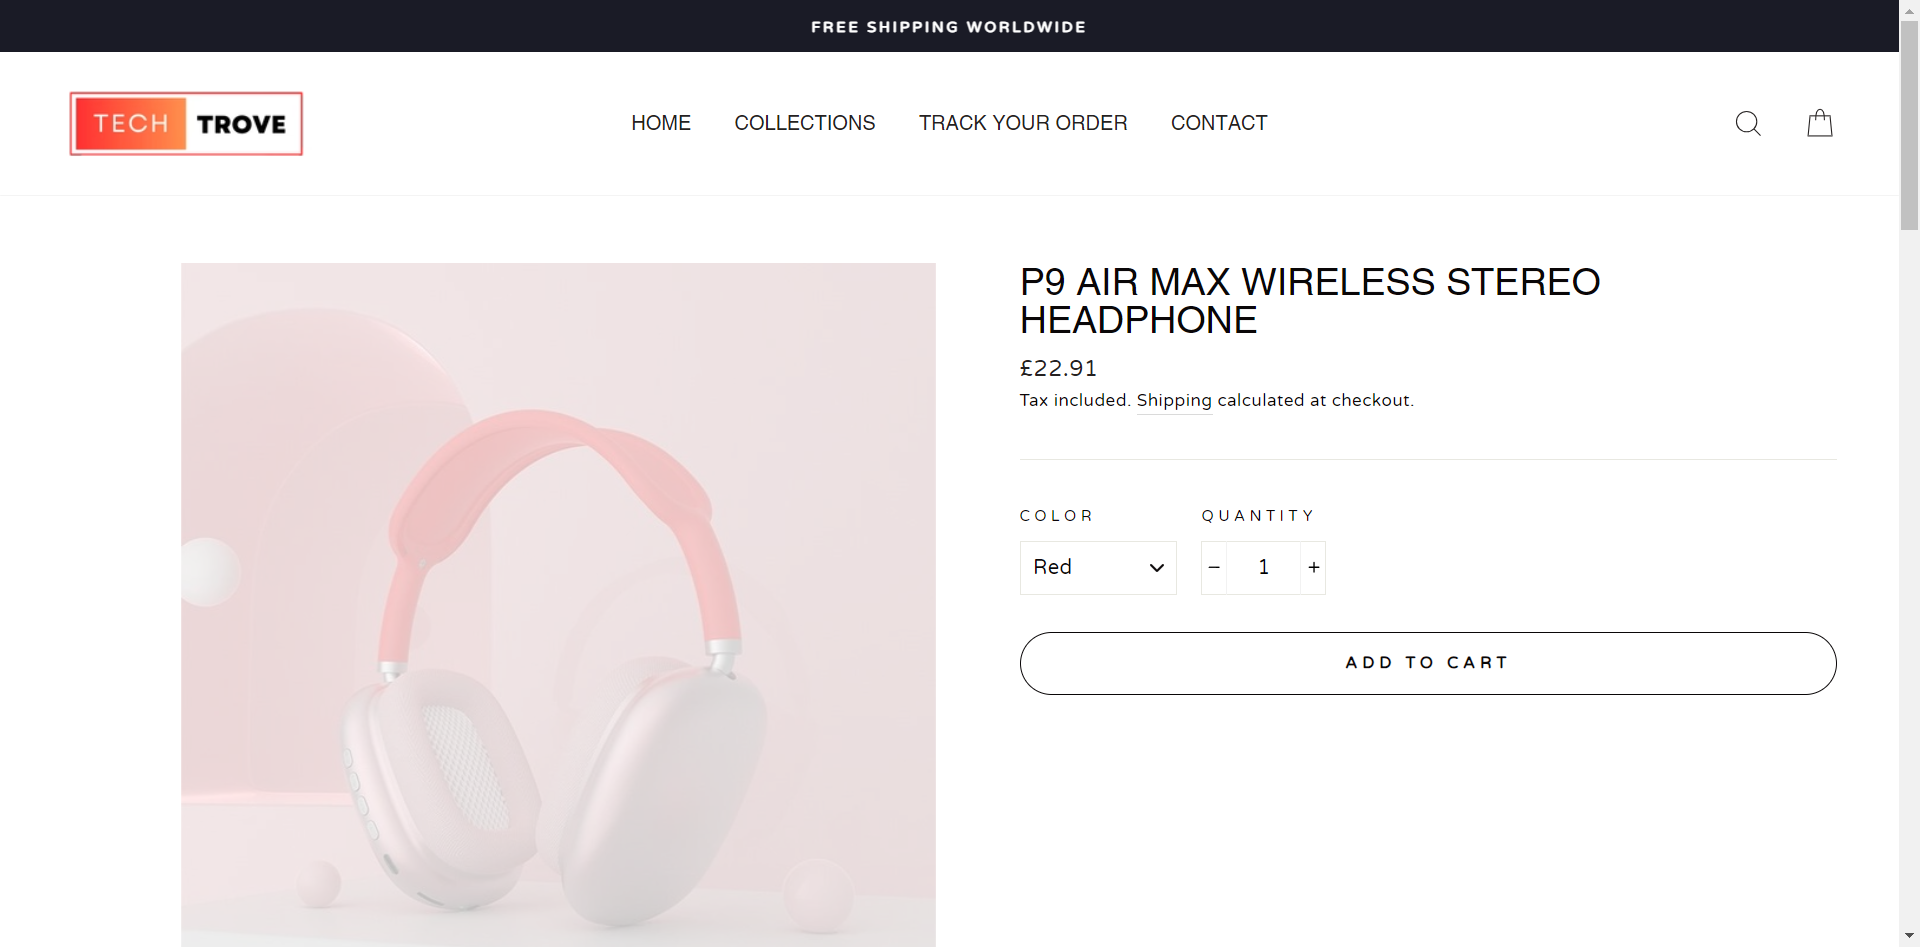 FREE SHIPPING WORLDWIDE
TECH TROVE
HOME COLLECTIONS TRACK YOUR ORDER CONTACT
P9 AIR MAX WIRELESS STEREO
HEADPHONE
£22.91
Tax included. Shipping calculated at checkout.
COLOR QUANTITY
Red − 1 +
ADD TO CART